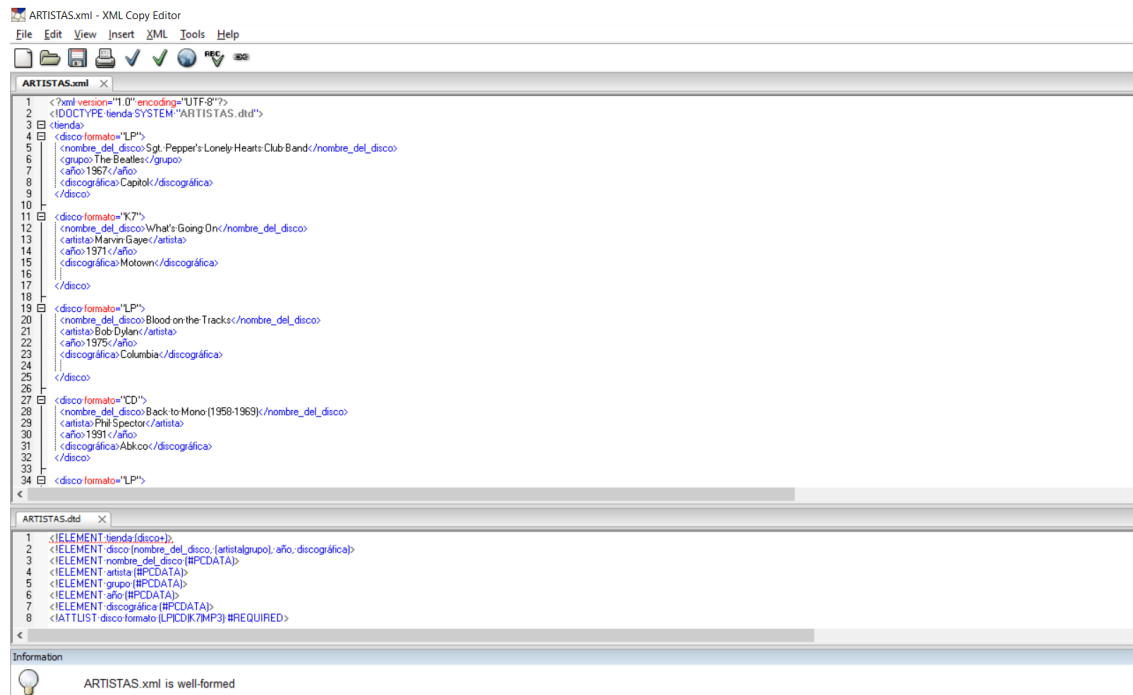 ARTISTAS.xml - XML Copy Editor
File Edit View Insert XML Tools Help
ABC
ARTISTAS.xml
1 <?xml version="1.0" encoding="UTF-8"?>
2 <!DOCTYPE tienda SYSTEM "ARTISTAS.dtd">
3 <tienda>
4 <disco formato="LP">
5 <nombre_del_disco>Sgt. Pepper's Lonely Hearts Club Band</nombre_del_disco>
6 <grupo>The Beatles</grupo>
7 <año>1967</año>
8 <discográfica>Capitol</discográfica>
9 </disco>
10
11 <disco formato="K7">
12 <nombre_del_disco>What's Going On</nombre_del_disco>
13 <artista>Marvin Gaye</artista>
14 <año>1971</año>
15 <discográfica>Motown</discográfica>
16
17 </disco>
18
19 <disco formato="LP">
20 <nombre_del_disco>Blood on the Tracks</nombre_del_disco>
21 <artista>Bob Dylan</artista>
22 <año>1975</año>
23 <discográfica>Columbia</discográfica>
24
25 </disco>
26
27 <disco formato="CD">
28 <nombre_del_disco>Back to Mono (1958-1969)</nombre_del_disco>
29 <artista>Phil Spector</artista>
30 <año>1991</año>
31 <discográfica>Abkco</discográfica>
32 </disco>
33
34 <disco formato="LP">
ARTISTAS.dtd
1 <!ELEMENT tienda (disco+)>
2 <!ELEMENT disco (nombre_del_disco, (artista|grupo), año, discográfica)>
3 <!ELEMENT nombre_del_disco (#PCDATA)>
4 <!ELEMENT artista (#PCDATA)>
5 <!ELEMENT grupo (#PCDATA)>
6 <!ELEMENT año (#PCDATA)>
7 <!ELEMENT discográfica (#PCDATA)>
8 <!ATTLIST disco formato (LP|CD|K7|MP3) #REQUIRED>
Information
ARTISTAS.xml is well-formed